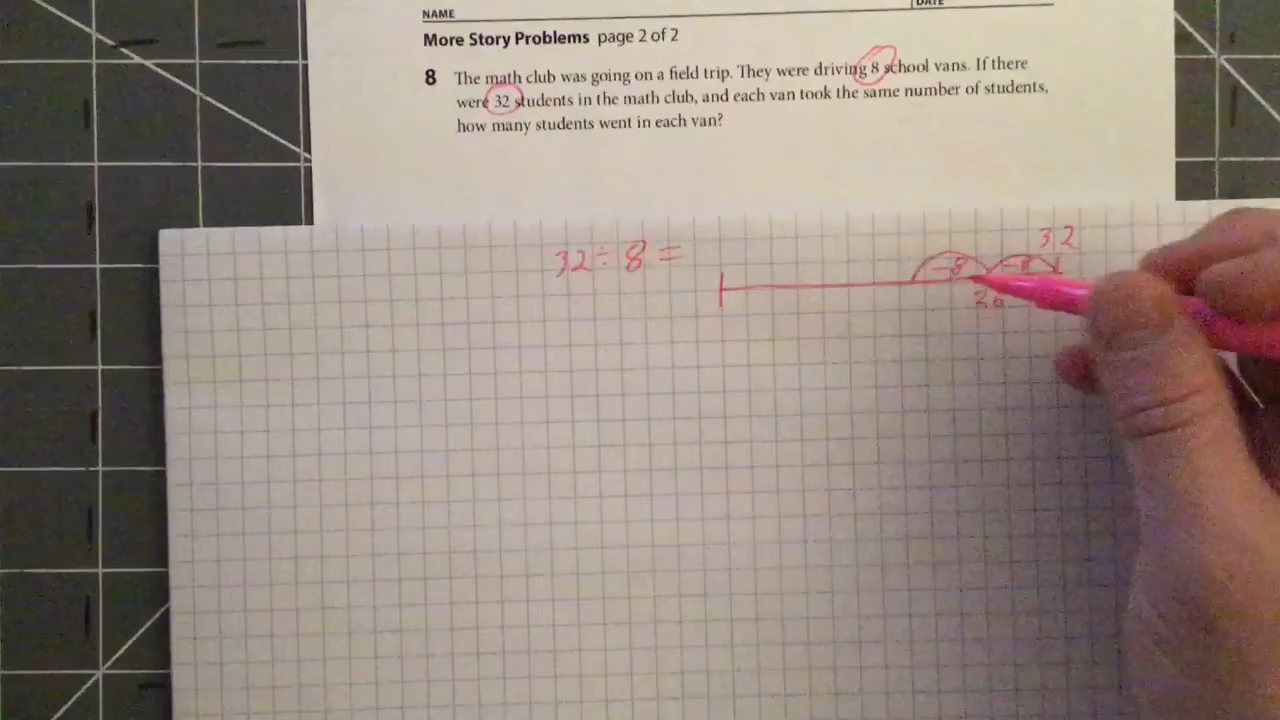 NAME DATE
More Story Problems page 2 of 2
8 The math club was going on a field trip. They were driving 8 school vans. If there
were 32 students in the math club, and each van took the same number of students,
how many students went in each van?
32
32 ÷ 8 = -8 -8
26